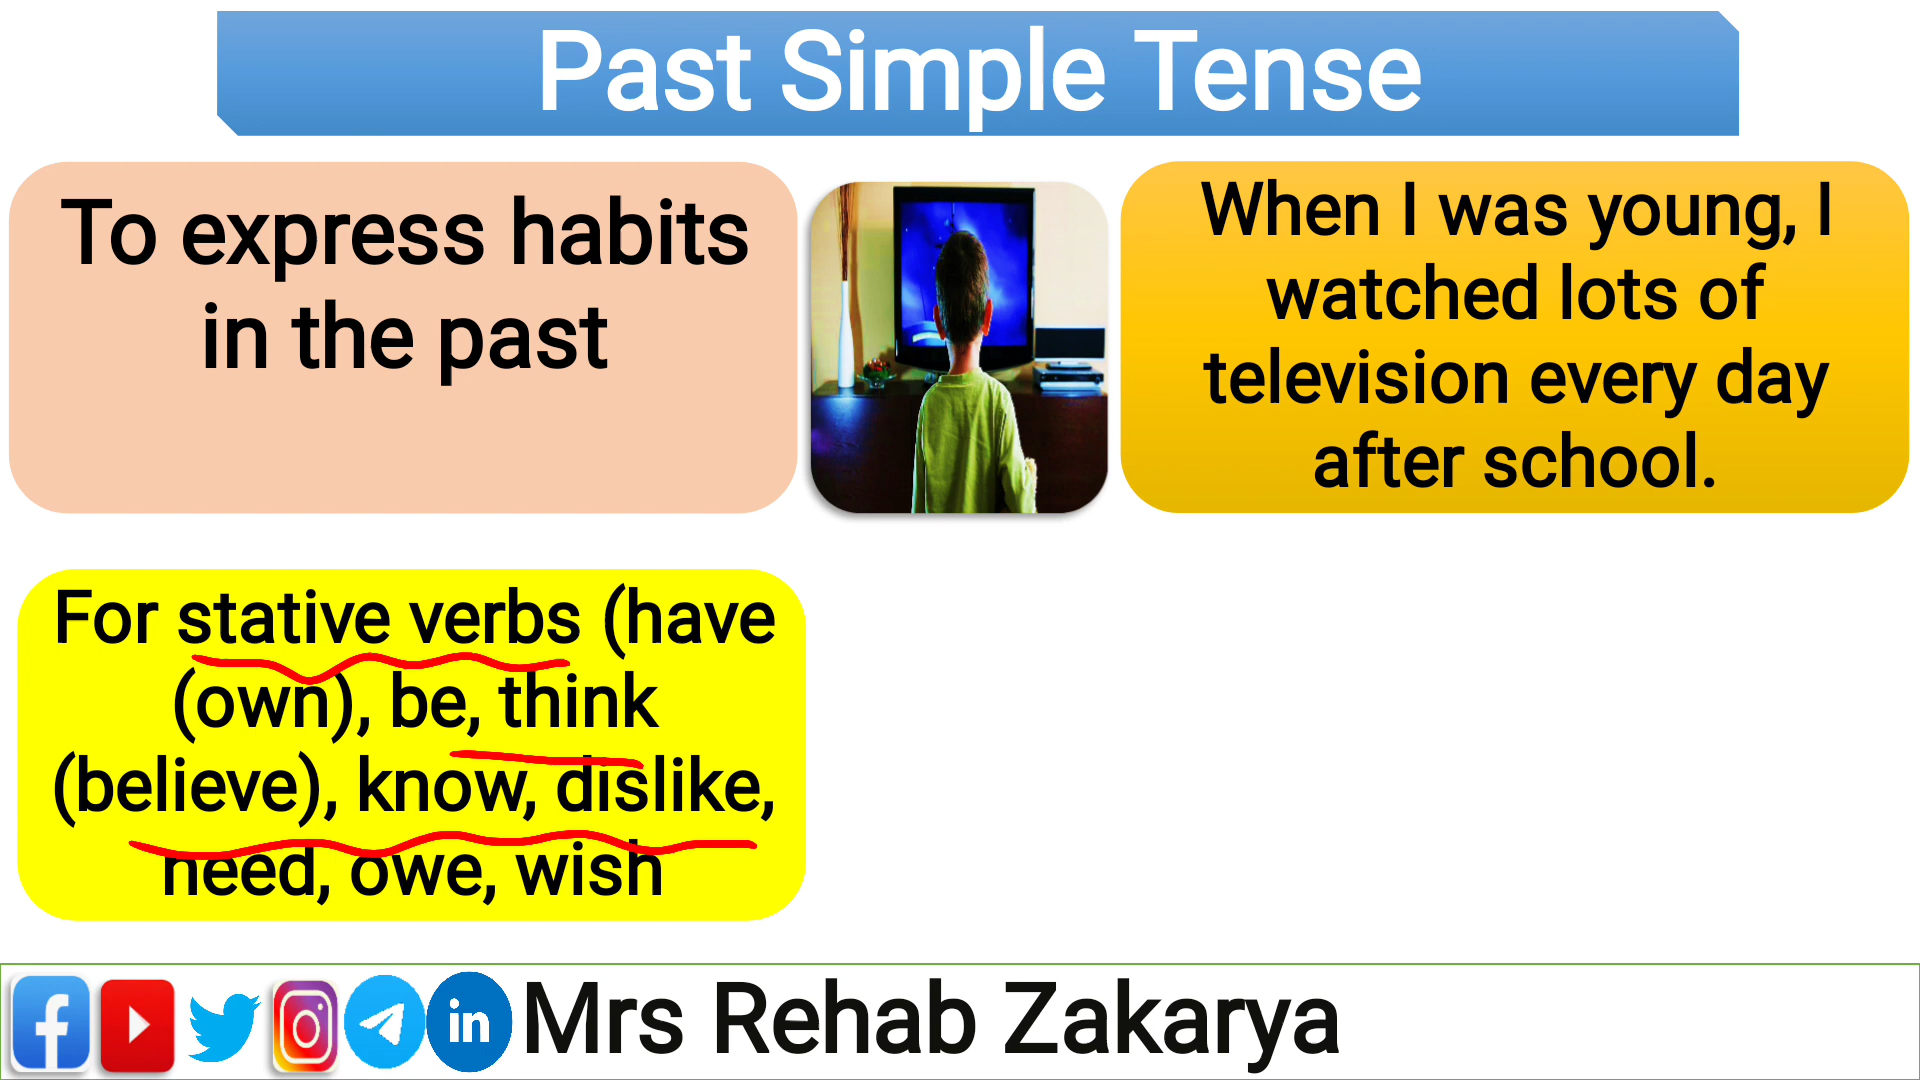 Past Simple Tense
To express habits
in the past
When I was young, I
watched lots of
television every day
after school.
For stative verbs (have
(own), be, think
(believe), know, dislike,
need, owe, wish
in Mrs Rehab Zakarya